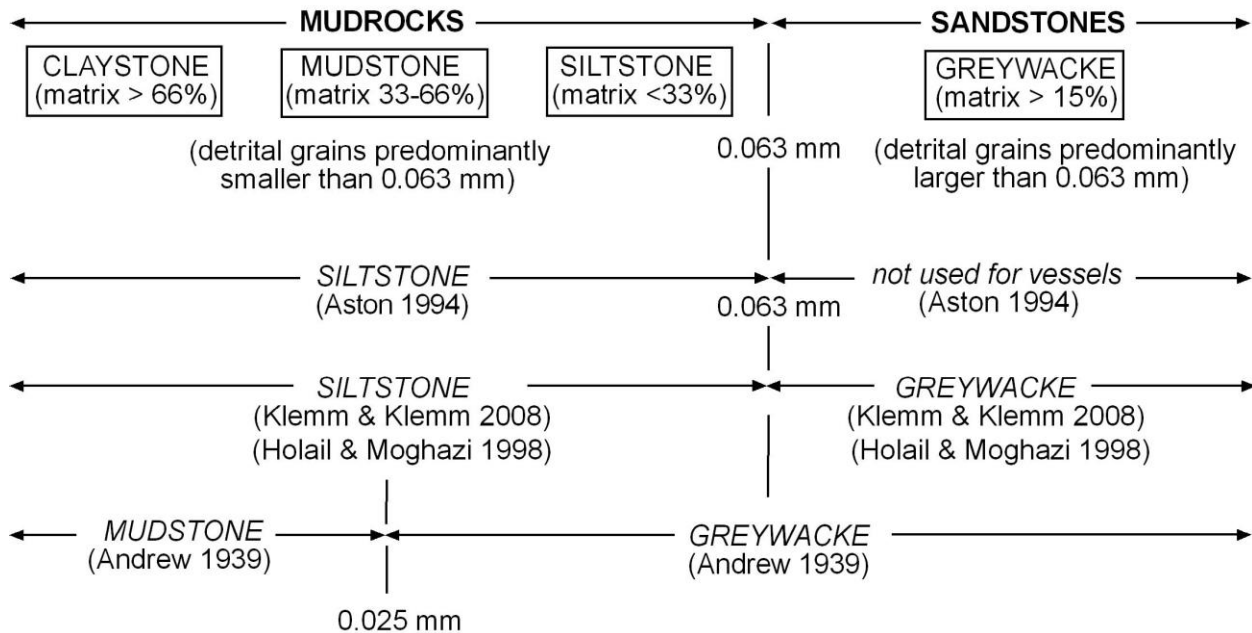 MUDROCKS SANDSTONES
CLAYSTONE MUDSTONE SILTSTONE GREYWACKE
(matrix > 66%) (matrix 33-66%) (matrix <33%) (matrix > 15%)
(detrital grains predominantly 0.063 mm (detrital grains predominantly
smaller than 0.063 mm) larger than 0.063 mm)
SILTSTONE not used for vessels
(Aston 1994) 0.063 mm (Aston 1994)
SILTSTONE GREYWACKE
(Klemm & Klemm 2008) (Klemm & Klemm 2008)
(Holail & Moghazi 1998) (Holail & Moghazi 1998)
MUDSTONE GREYWACKE
(Andrew 1939) (Andrew 1939)
0.025 mm